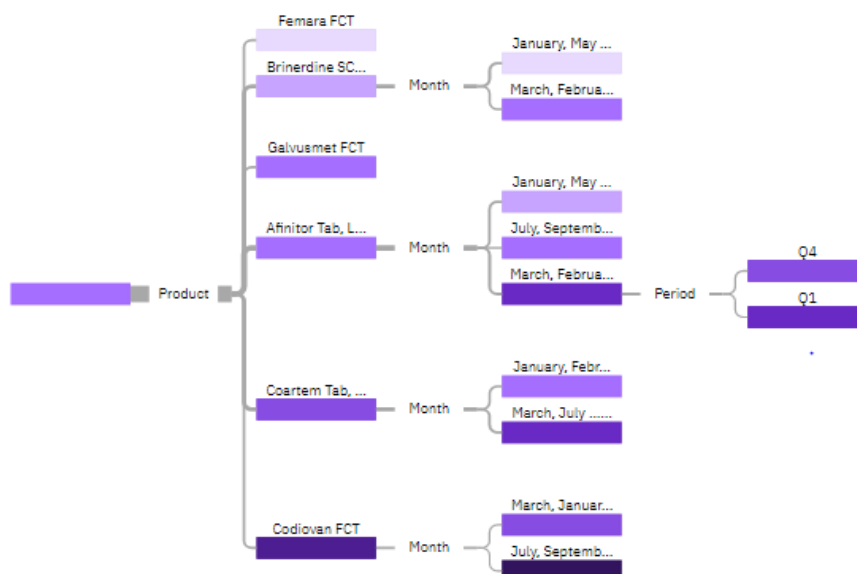 Femara FCT
Brinerdine SC...
Month
January, May ...
March, Februa...
Galvusmet FCT
Afinitor Tab, L...
Month
January, May ...
July, Septemb...
March, Februa...
Period
Q4
Q1
Product
Coartem Tab, ...
Month
January, Febr...
March, July ......
Codiovan FCT
Month
March, Januar...
July, Septemb...